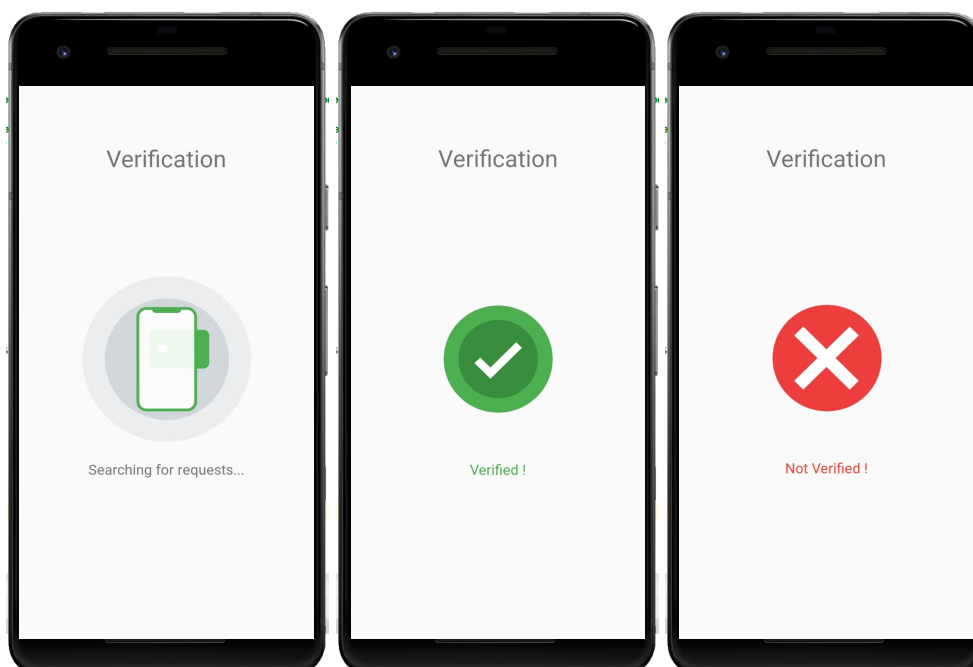 Verification
Searching for requests...
Verification
Verified !
Verification
Not Verified !